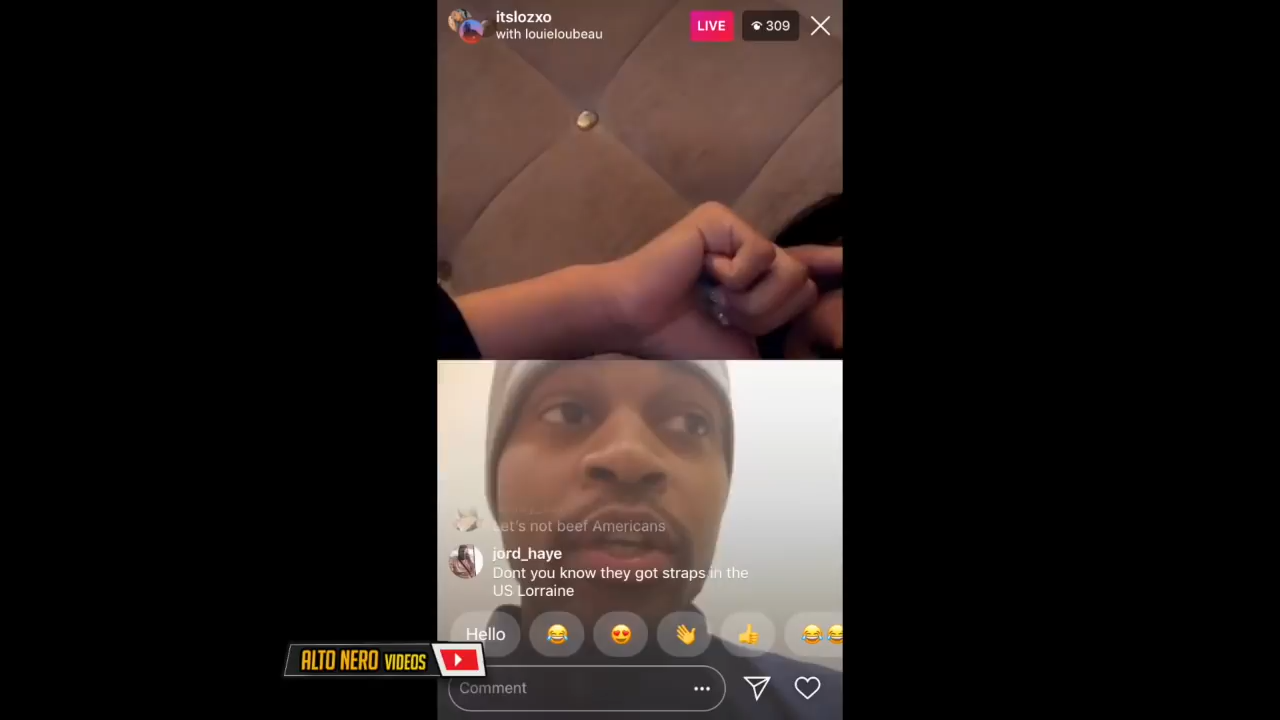 itslozxo
with louieloubeau
LIVE
309
Let's not beef Americans
jord_haye
Dont you know they got straps in the
US Lorraine
Hello
ALTO NERO VIDEOS
Comment